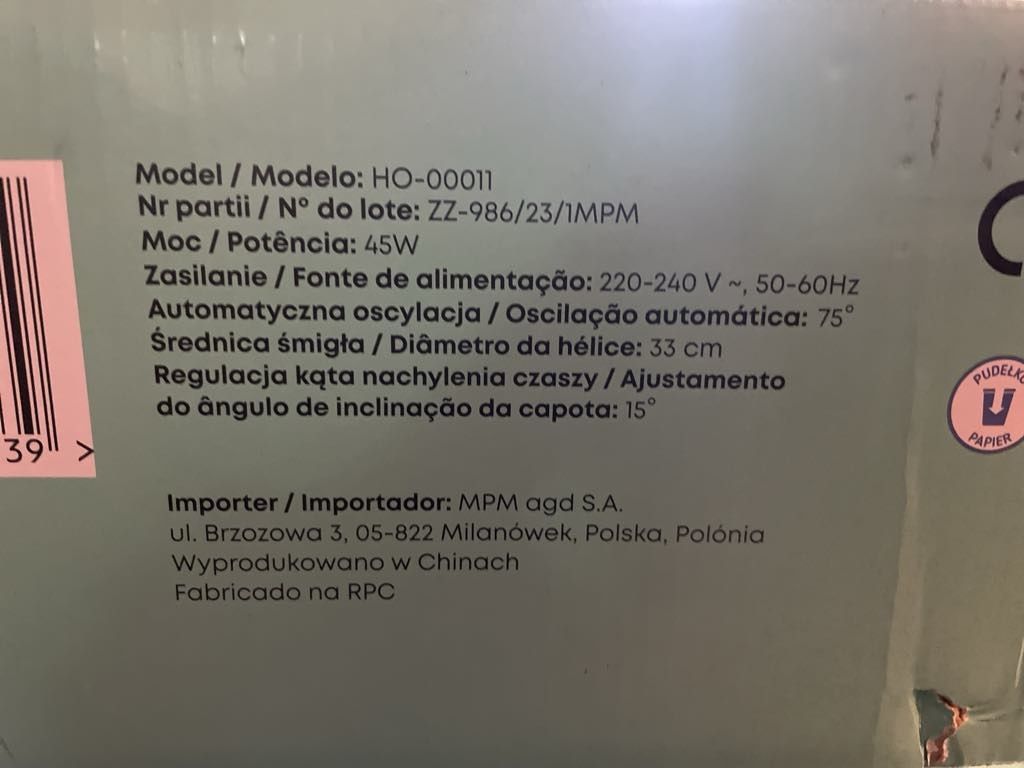 Model / Modelo: HO-00011
Nr partii / Nº do lote: ZZ-986/23/1MPM
Moc / Potência: 45W
Zasilanie / Fonte de alimentação: 220-240 V ~, 50-60Hz
Automatyczna oscylacja / Oscilação automática: 75°
Średnica śmigła / Diâmetro da hélice: 33 cm
Regulacja kąta nachylenia czaszy / Ajustamento
do ângulo de inclinação da capota: 15°
39 >
PUDEŁKO
PAPIER
Importer / Importador: MPM agd S.A.
ul. Brzozowa 3, 05-822 Milanówek, Polska, Polónia
Wyprodukowano w Chinach
Fabricado na RPC